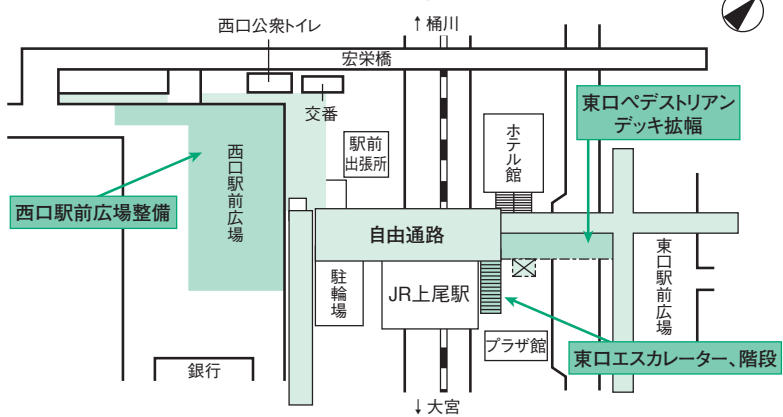 ↑桶川
西口公衆トイレ
宏栄橋
交番
東口ペデストリアン
デッキ拡幅
駅前
出張所
ホテル館
西口駅前広場
西口駅前広場整備
自由通路
東口駅前広場
駐輪場
JR上尾駅
プラザ館
東口エスカレーター、階段
銀行
↓大宮